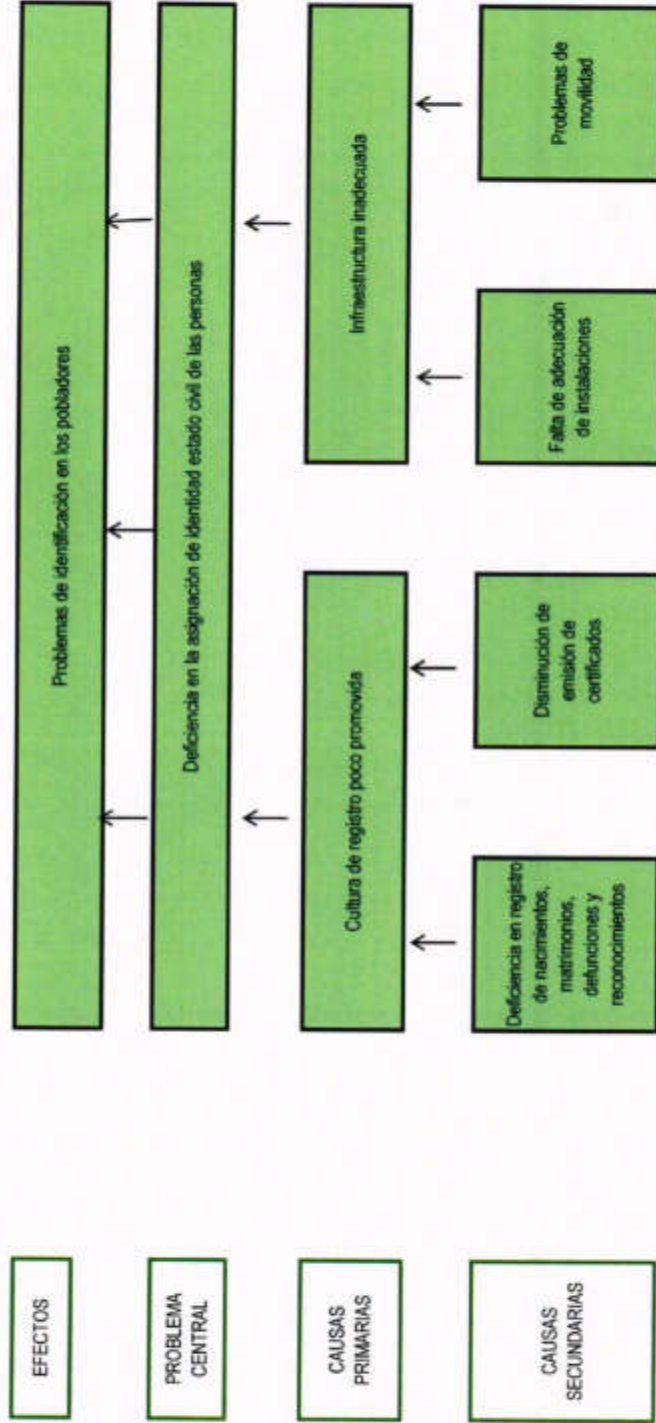 EFECTOS
Problemas de identificación en los pobladores
PROBLEMA
CENTRAL
Deficiencia en la asignación de identidad estado civil de las personas
CAUSAS
PRIMARIAS
Cultura de registro poco promovida
Infraestructura inadecuada
CAUSAS
SECUNDARIAS
Deficiencia en registro
de nacimientos,
matrimonios,
defunciones y
reconocimientos
Disminución de
emisión de
certificados
Falta de adecuación
de instalaciones
Problemas de
movilidad